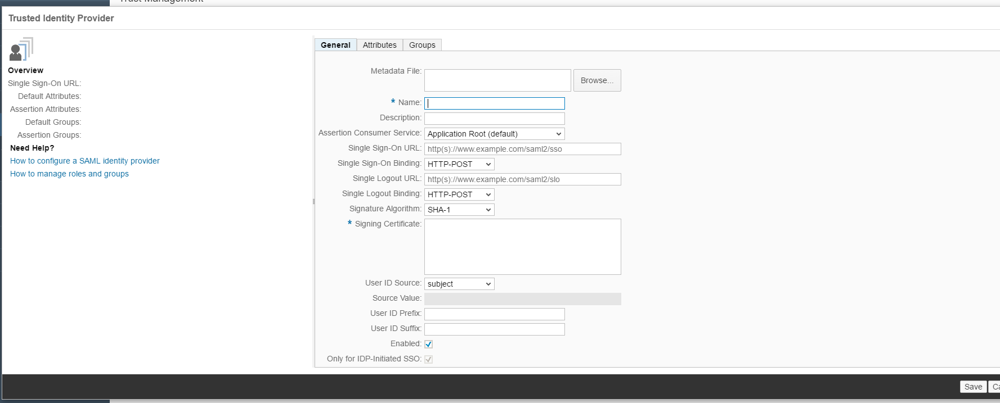 Trust Management
Trusted Identity Provider
Overview
Single Sign-On URL:
Default Attributes:
Assertion Attributes:
Default Groups:
Assertion Groups:
Need Help?
How to configure a SAML identity provider
How to manage roles and groups
General Attributes Groups
Metadata File: Browse...
* Name:
Description:
Assertion Consumer Service: Application Root (default)
Single Sign-On URL: http(s)://www.example.com/saml2/sso
Single Sign-On Binding: HTTP-POST
Single Logout URL: http(s)://www.example.com/saml2/slo
Single Logout Binding: HTTP-POST
Signature Algorithm: SHA-1
* Signing Certificate:
User ID Source: subject
Source Value:
User ID Prefix:
User ID Suffix:
Enabled:
Only for IDP-Initiated SSO:
Save